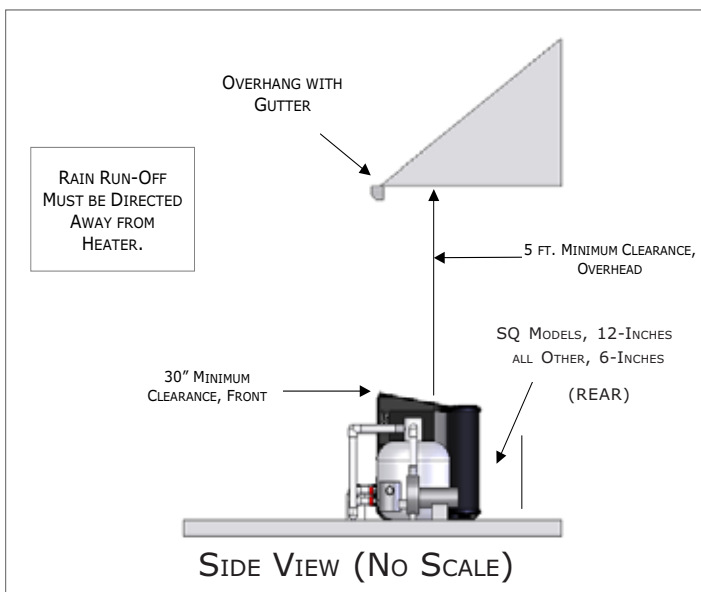 Overhang with
Gutter
Rain Run-Off
Must be Directed
Away from
Heater.
5 ft. Minimum Clearance,
Overhead
SQ Models, 12-Inches
all Other, 6-Inches
(REAR)
30" Minimum
Clearance, Front
Side View (No Scale)